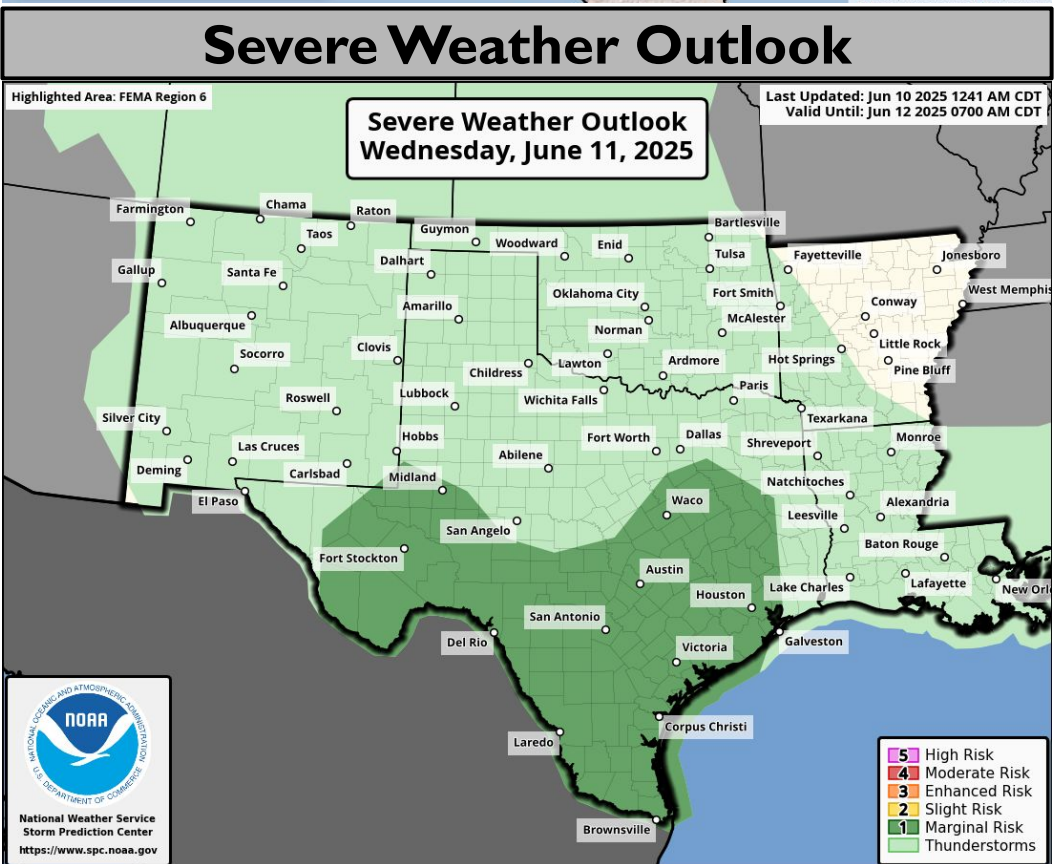 Severe Weather Outlook
Highlighted Area: FEMA Region 6
Severe Weather Outlook
Wednesday, June 11, 2025
Last Updated: Jun 10 2025 1241 AM CDT
Valid Until: Jun 12 2025 0700 AM CDT
Farmington
Chama
Raton
Taos
Guymon
Woodward
Enid
Bartlesville
Tulsa
Fayetteville
Jonesboro
Gallup
Santa Fe
Dalhart
Amarillo
Oklahoma City
Fort Smith
Conway
West Memphis
Albuquerque
Norman
McAlester
Little Rock
Socorro
Clovis
Childress
Lawton
Ardmore
Hot Springs
Pine Bluff
Roswell
Lubbock
Wichita Falls
Paris
Texarkana
Silver City
Las Cruces
Hobbs
Abilene
Fort Worth
Dallas
Shreveport
Monroe
Deming
Carlsbad
Midland
Natchitoches
El Paso
San Angelo
Waco
Leesville
Alexandria
Fort Stockton
Austin
Baton Rouge
Houston
Lake Charles
Lafayette
New Orl
Del Rio
San Antonio
Victoria
Galveston
Laredo
Corpus Christi
Brownsville
NATIONAL OCEANIC AND ATMOSPHERIC ADMINISTRATION
NOAA
U.S. DEPARTMENT OF COMMERCE
National Weather Service
Storm Prediction Center
https://www.spc.noaa.gov
5 High Risk
4 Moderate Risk
3 Enhanced Risk
2 Slight Risk
1 Marginal Risk
Thunderstorms